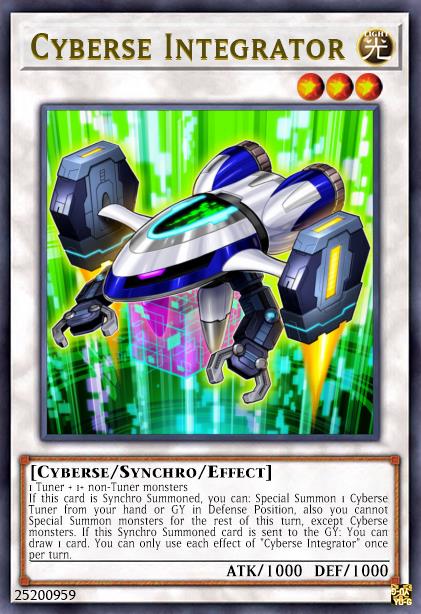 CYBERSE INTEGRATOR
LIGHT
光
[CYBERSE/SYNCHRO/EFFECT]
1 Tuner + 1+ non-Tuner monsters
If this card is Synchro Summoned, you can: Special Summon 1 Cyberse
Tuner from your hand or GY in Defense Position, also you cannot
Special Summon monsters for the rest of this turn, except Cyberse
monsters. If this Synchro Summoned card is sent to the GY: You can
draw 1 card. You can only use each effect of "Cyberse Integrator" once
per turn.
ATK/1000 DEF/1000
25200959